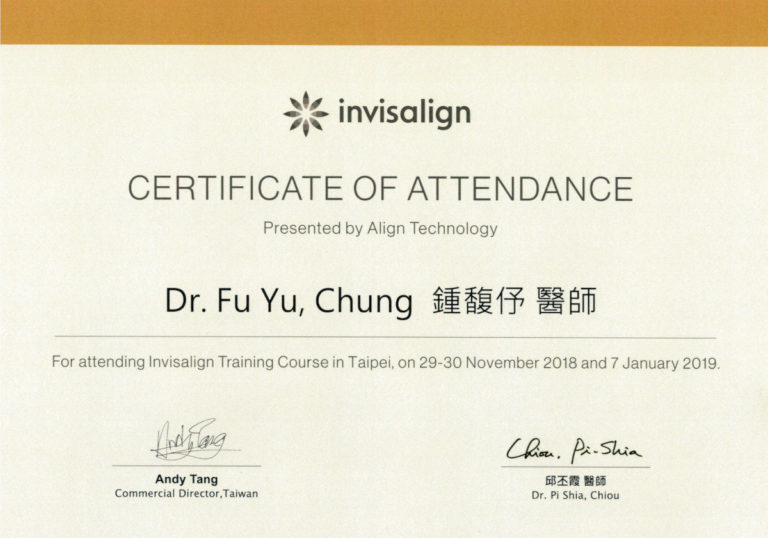 invisalign
CERTIFICATE OF ATTENDANCE
Presented by Align Technology
Dr. Fu Yu, Chung 鍾馥伃 醫師
For attending Invisalign Training Course in Taipei, on 29-30 November 2018 and 7 January 2019.
Andy Tang
Chiou, Pi-Shia
Andy Tang
邱丕霞 醫師
Commercial Director,Taiwan
Dr. Pi Shia, Chiou